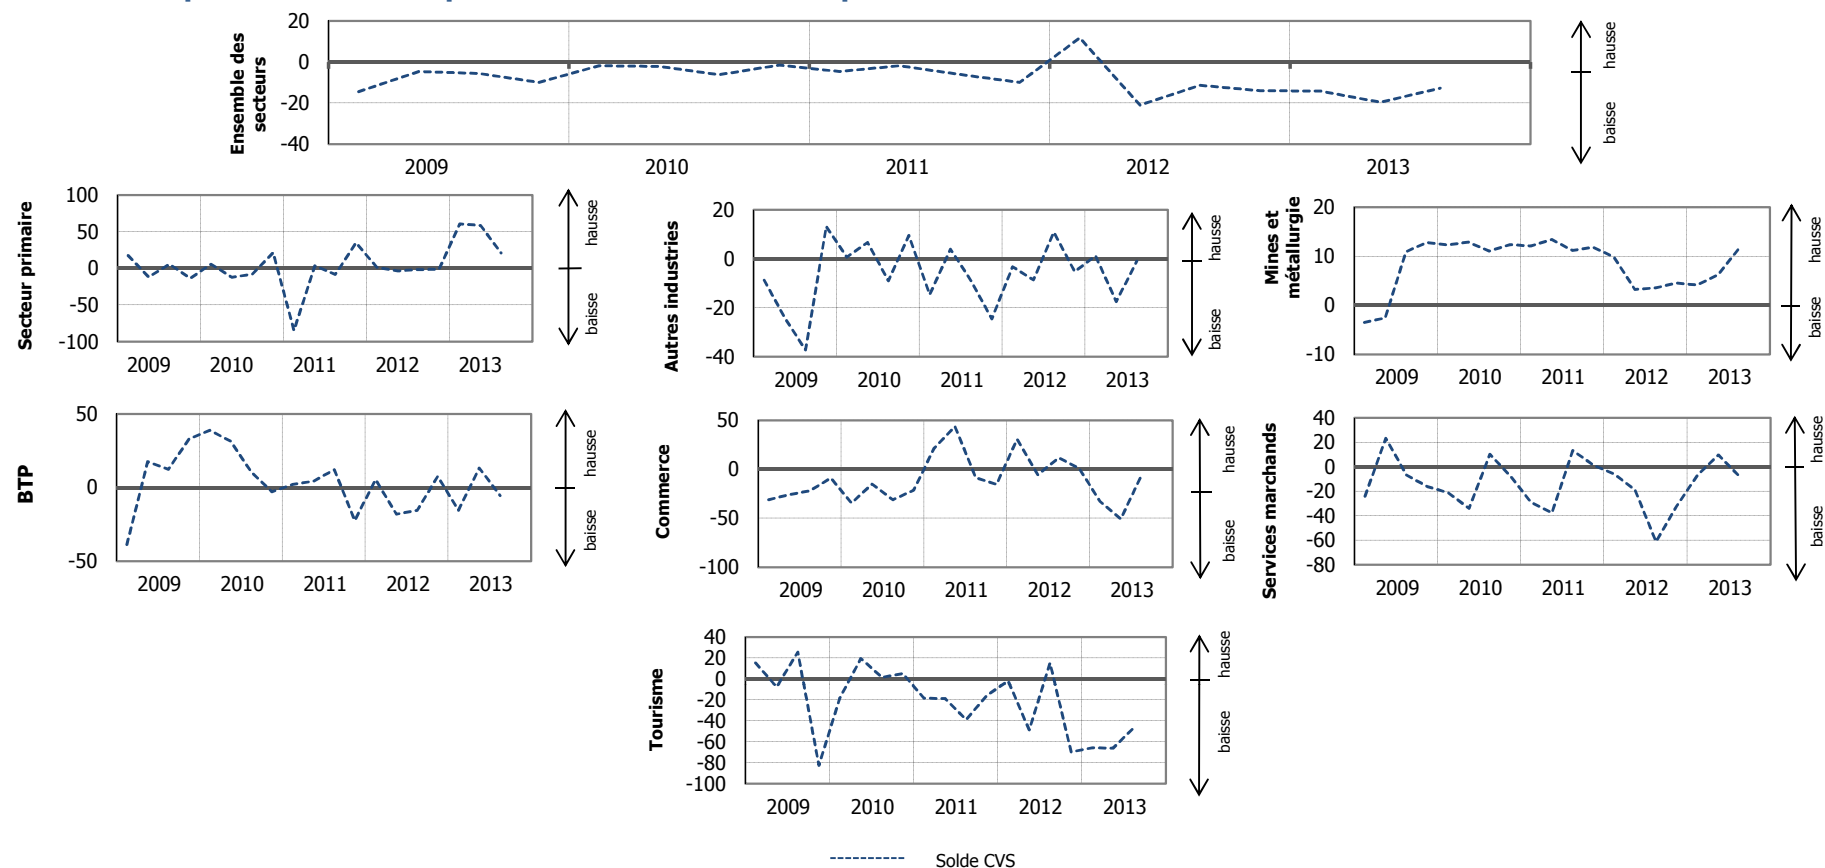 Ensemble des
secteurs
20
0
-20
-40
2009 2010 2011 2012 2013
hausse
baisse
Secteur primaire
100
50
0
-50
-100
2009 2010 2011 2012 2013
hausse
baisse
Autres industries
20
0
-20
-40
2009 2010 2011 2012 2013
hausse
baisse
Mines et
métallurgie
20
10
0
-10
2009 2010 2011 2012 2013
hausse
baisse
BTP
50
0
-50
2009 2010 2011 2012 2013
hausse
baisse
Commerce
50
0
-50
-100
2009 2010 2011 2012 2013
hausse
baisse
Services marchands
40
20
0
-20
-40
-60
-80
2009 2010 2011 2012 2013
hausse
baisse
Tourisme
40
20
0
-20
-40
-60
-80
-100
2009 2010 2011 2012 2013
hausse
baisse
Solde CVS